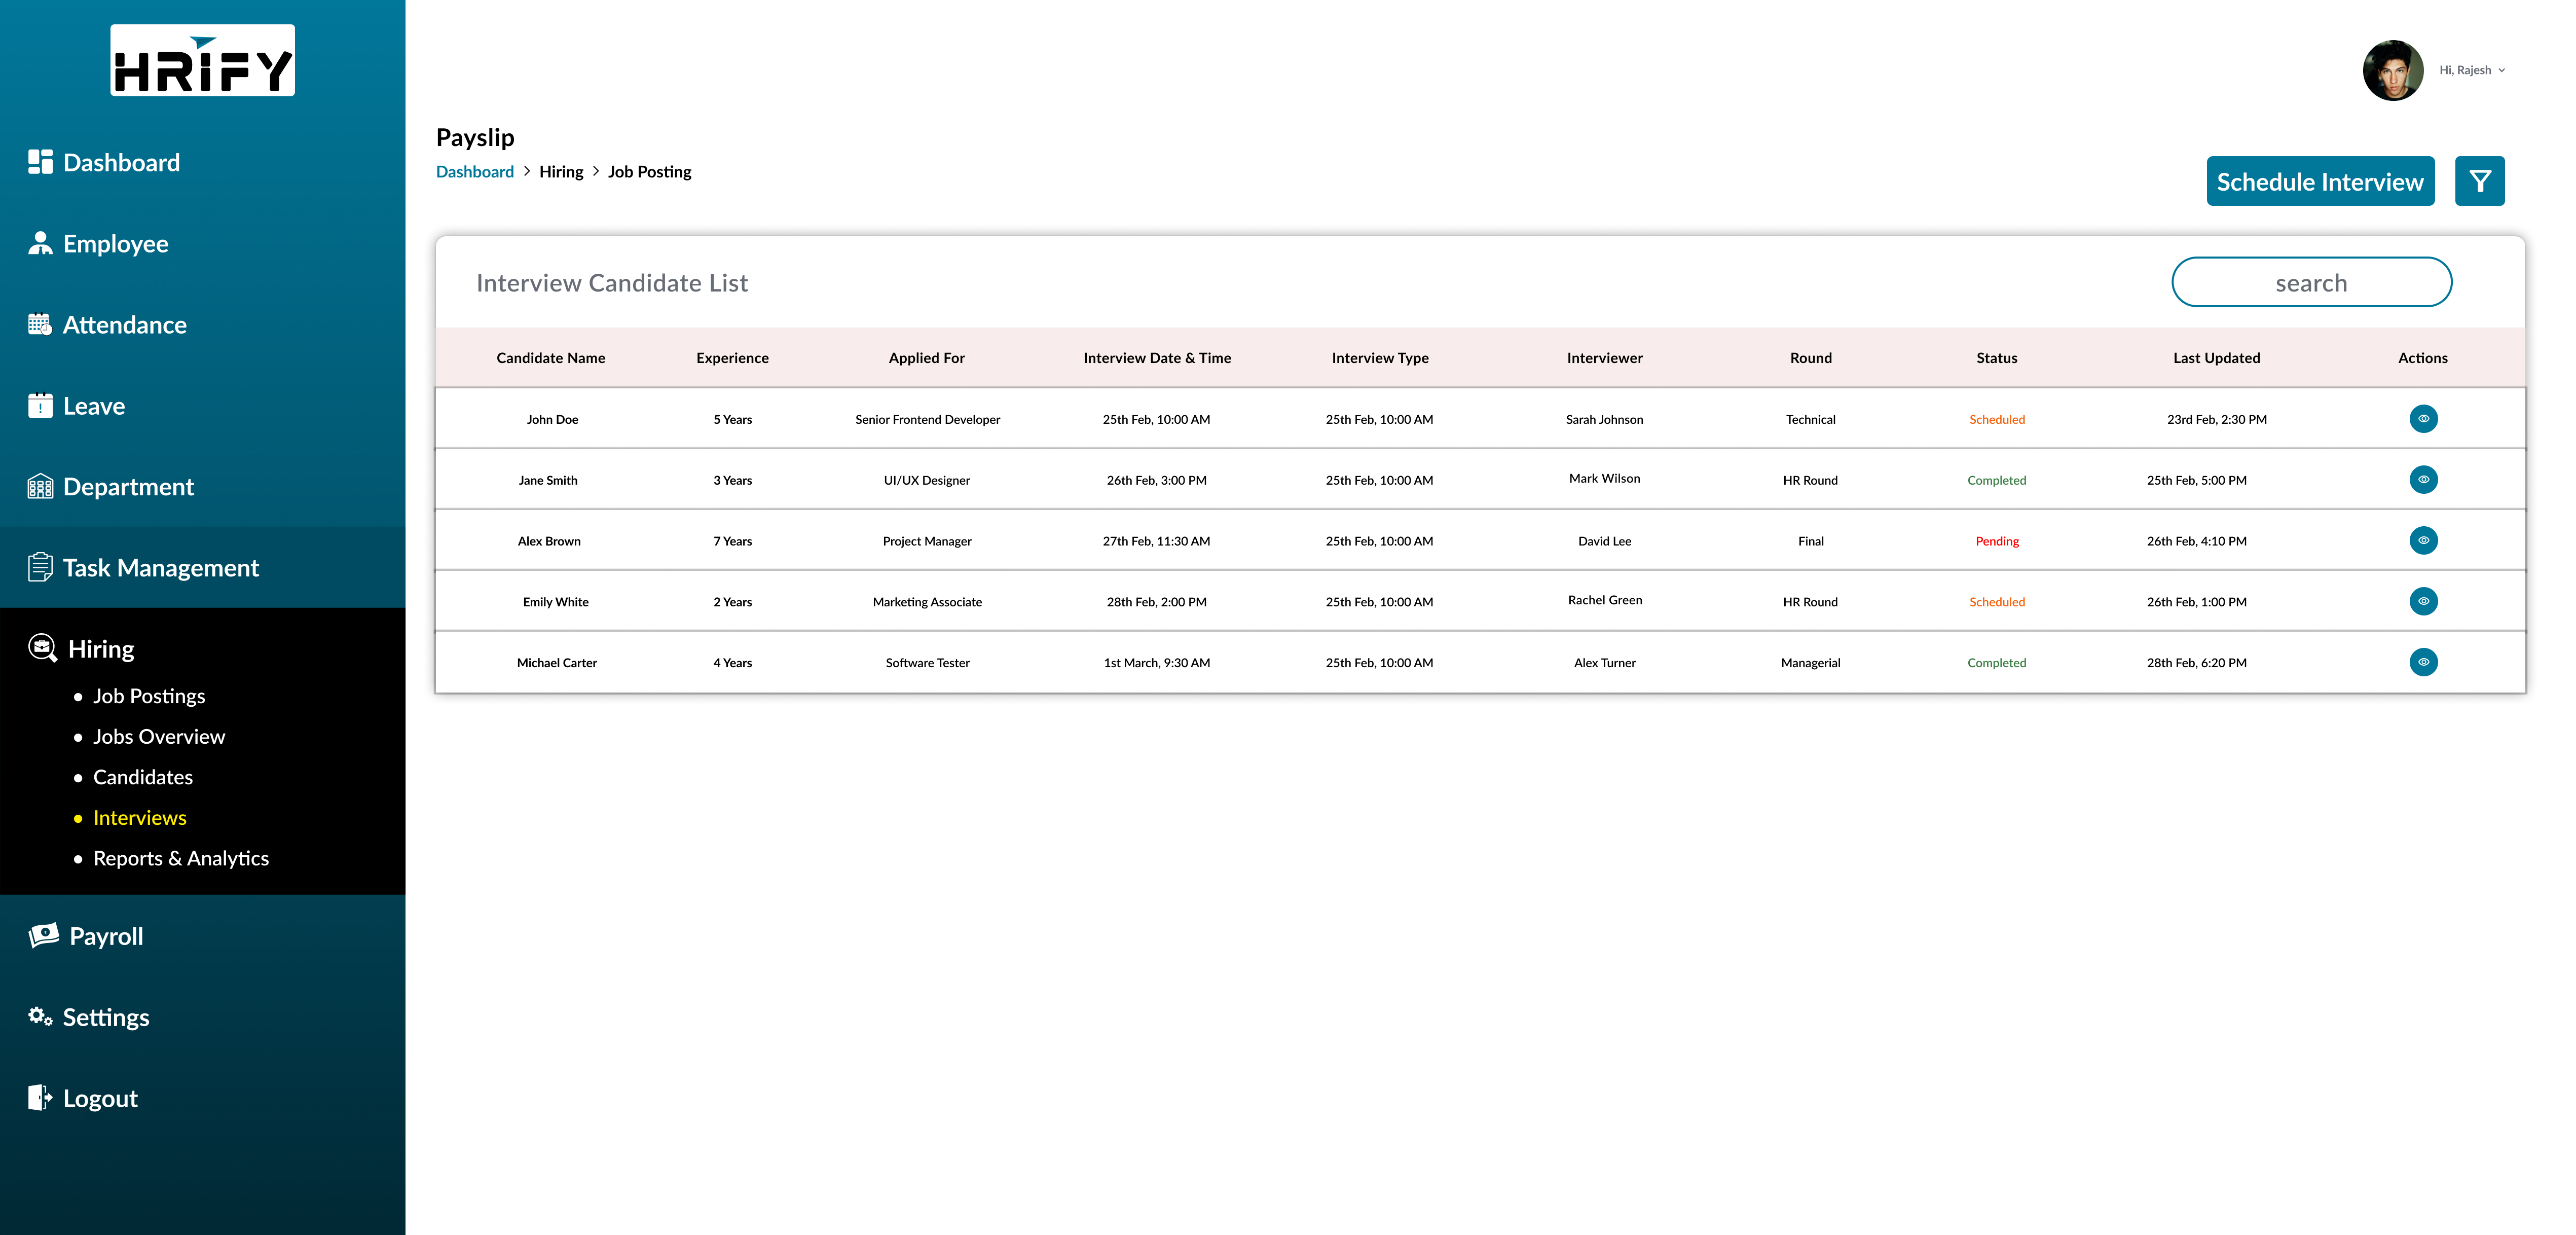 HRIFY
Hi, Rajesh
Dashboard
Employee
Attendance
Leave
Department
Task Management
Hiring
Job Postings
Jobs Overview
Candidates
Interviews
Reports & Analytics
Payroll
Settings
Logout
Payslip
Dashboard > Hiring > Job Posting
Schedule Interview
Interview Candidate List
search
Candidate Name Experience Applied For Interview Date & Time Interview Type Interviewer Round Status Last Updated Actions
John Doe 5 Years Senior Frontend Developer 25th Feb, 10:00 AM 25th Feb, 10:00 AM Sarah Johnson Technical Scheduled 23rd Feb, 2:30 PM
Jane Smith 3 Years UI/UX Designer 26th Feb, 3:00 PM 25th Feb, 10:00 AM Mark Wilson HR Round Completed 25th Feb, 5:00 PM
Alex Brown 7 Years Project Manager 27th Feb, 11:30 AM 25th Feb, 10:00 AM David Lee Final Pending 26th Feb, 4:10 PM
Emily White 2 Years Marketing Associate 28th Feb, 2:00 PM 25th Feb, 10:00 AM Rachel Green HR Round Scheduled 26th Feb, 1:00 PM
Michael Carter 4 Years Software Tester 1st March, 9:30 AM 25th Feb, 10:00 AM Alex Turner Managerial Completed 28th Feb, 6:20 PM